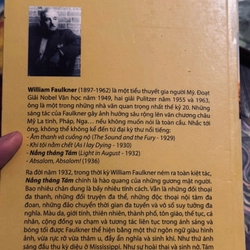 William Faulkner (1897-1962) là một tiểu thuyết gia người Mỹ. Đoạt
Giải Nobel Văn học năm 1949, hai giải Pulitzer năm 1955 và 1963,
ông là một trong những nhà văn quan trọng nhất thế kỷ 20. Những
sáng tác của Faulkner gây ảnh hưởng sâu rộng lên văn chương châu
Mỹ La tinh, Pháp, Nga... nếu không muốn nói là toàn cầu. Nhắc tới
ông, không thể không kể đến tứ đại kỳ thư nổi tiếng:
- Âm thanh và cuồng nộ (The Sound and the Fury - 1929)
- Khi tôi nằm chết (As I lay Dying - 1930)
- Nắng tháng Tám (Light in August - 1932)
- Absalom, Absalom! (1936)
Ra đời năm 1932, trong thời kì William Faulkner ném ra toàn kiệt tác,
Nắng tháng Tám chính là hào quang của những gương mặt người.
Bao nhiêu chân dung là bấy nhiêu tính cách. Vẫn là những đối thoại
đa thanh, những đối thoại trầm, những độc thoại nội tâm đa
đoạn, những đảo chuyển thời gian đa tuyến, vô số biểu tượng đa
nghĩa. Màu da, giới tính, thiên nhiên, thành phố, tôn giáo, thể tục, cá
nhân, cộng đồng va chạm và tương tác liên tục trong ánh sáng và
bóng tối được Faulkner thể hiện bằng một thứ ngôn ngữ giàu hình
ảnh, vừa rực rỡ vừa thâm u, đầy ẩn nghĩa và sinh khí. Như thứ ánh
sáng đầu thu kỳ diệu ở Mississippi. Như sự hoài thai và sinh nở. Tâm